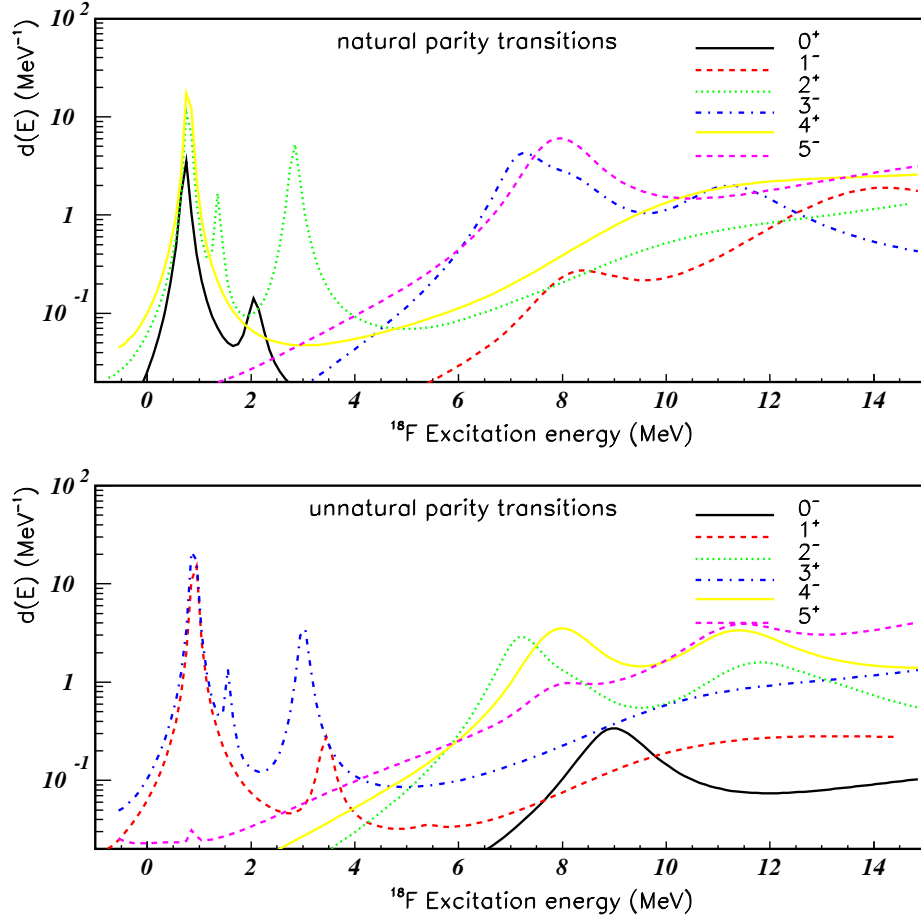 10²
10
1
10⁻¹
d(E) (MeV⁻¹)
natural parity transitions
0⁺
1⁻
2⁺
3⁻
4⁺
5⁻
0 2 4 6 8 10 12 14
¹⁸F Excitation energy (MeV)
10²
10
1
10⁻¹
d(E) (MeV⁻¹)
unnatural parity transitions
0⁻
1⁺
2⁻
3⁺
4⁻
5⁺
0 2 4 6 8 10 12 14
¹⁸F Excitation energy (MeV)